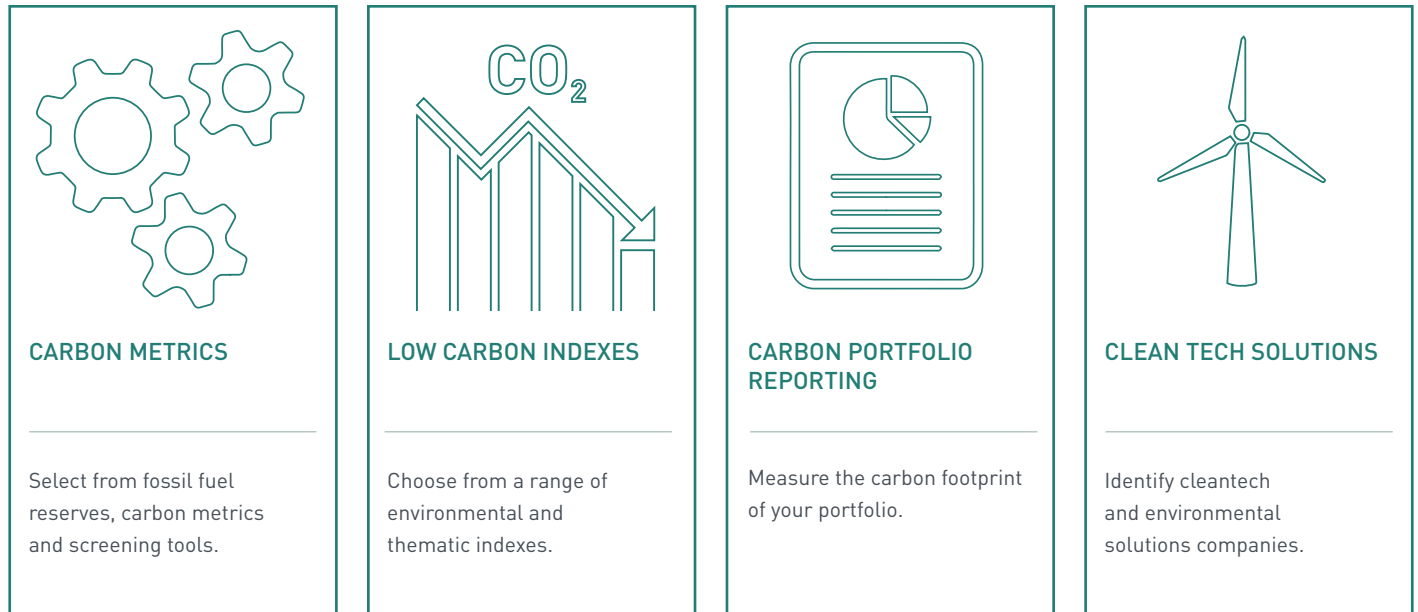 CO₂
CARBON METRICS
Select from fossil fuel
reserves, carbon metrics
and screening tools.
LOW CARBON INDEXES
Choose from a range of
environmental and
thematic indexes.
CARBON PORTFOLIO
REPORTING
Measure the carbon footprint
of your portfolio.
CLEAN TECH SOLUTIONS
Identify cleantech
and environmental
solutions companies.